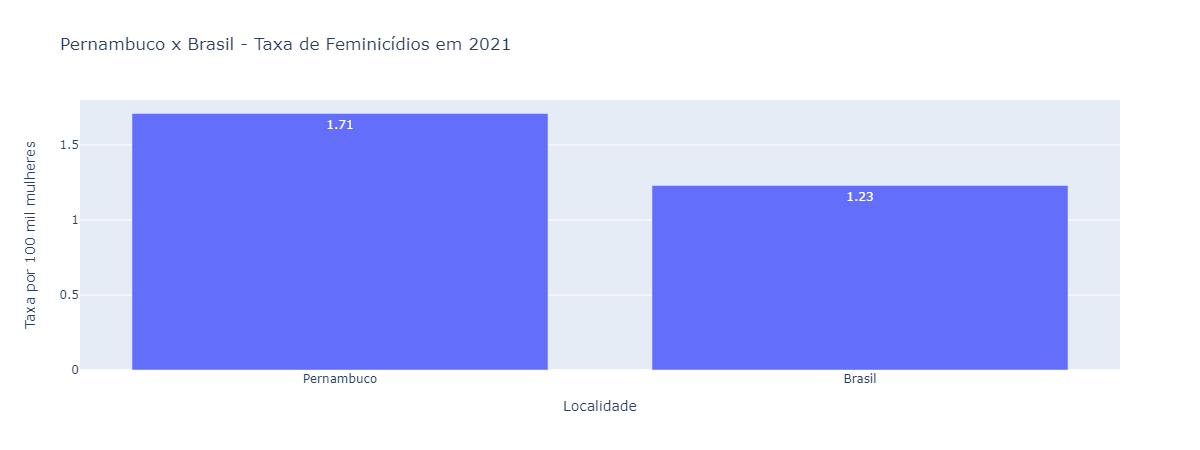 Pernambuco x Brasil - Taxa de Feminicídios em 2021
Taxa por 100 mil mulheres
1.5
1
0.5
0
1.71
1.23
Pernambuco
Brasil
Localidade